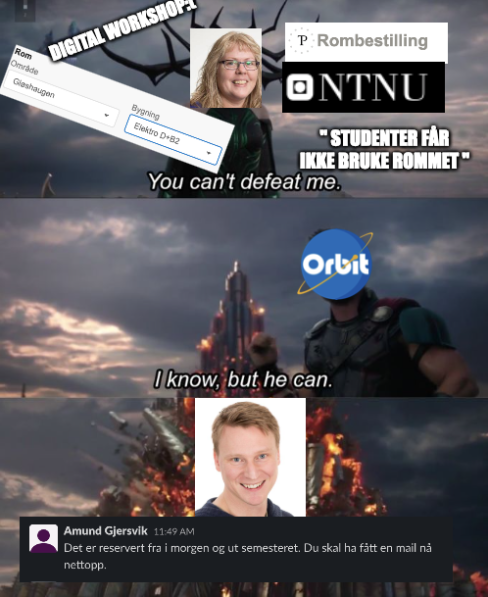 DIGITAL WORKSHOP:(
P Rombestilling
Rom
Område
Gløshaugen
Bygning
Elektro D+B2
NTNU
" STUDENTER FÅR
IKKE BRUKE ROMMET "
You can't defeat me.
Orbit
I know, but he can.
Amund Gjersvik 11:49 AM
Det er reservert fra i morgen og ut semesteret. Du skal ha fått en mail nå
nettopp.